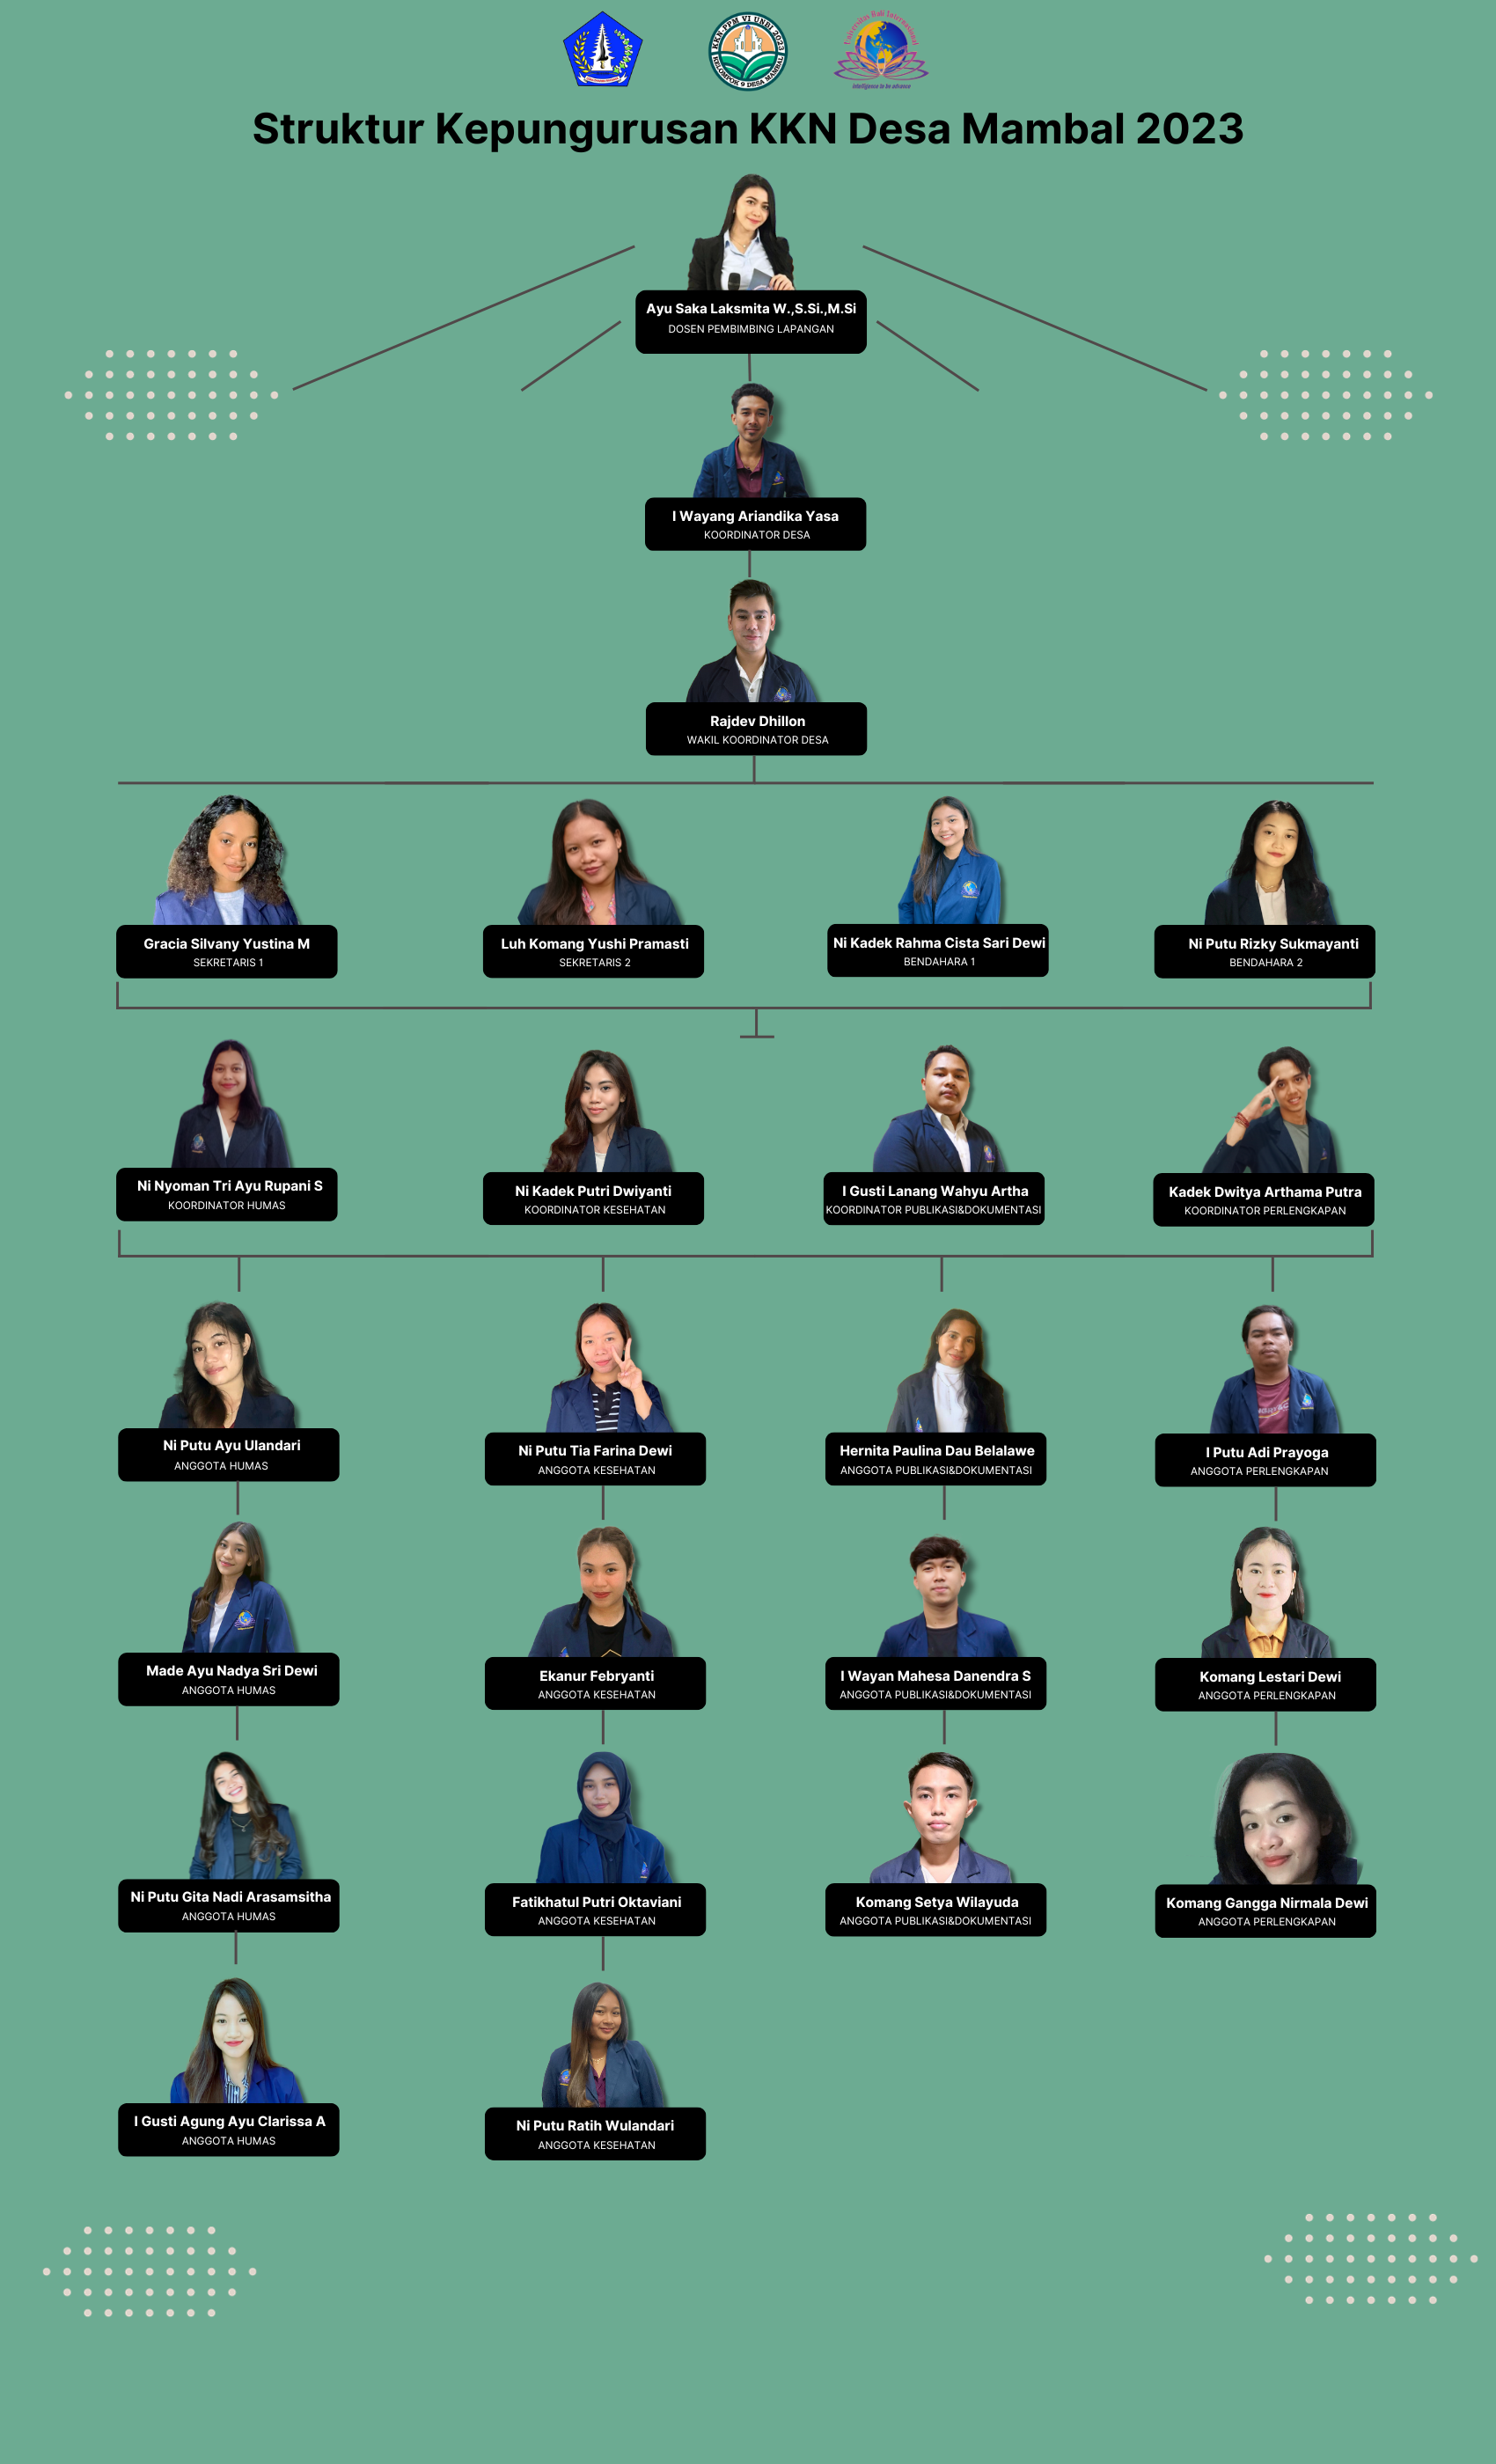 KKN-PPM VI UNBI 2023
KELOMPOK 9 DESA MAMBAL
Universitas Bali Internasional
intelligence to be advance
Struktur Kepungurusan KKN Desa Mambal 2023
Ayu Saka Laksmita W.,S.Si.,M.Si
DOSEN PEMBIMBING LAPANGAN
I Wayang Ariandika Yasa
KOORDINATOR DESA
Rajdev Dhillon
WAKIL KOORDINATOR DESA
Gracia Silvany Yustina M
SEKRETARIS 1
Luh Komang Yushi Pramasti
SEKRETARIS 2
Ni Kadek Rahma Cista Sari Dewi
BENDAHARA 1
Ni Putu Rizky Sukmayanti
BENDAHARA 2
Ni Nyoman Tri Ayu Rupani S
KOORDINATOR HUMAS
Ni Kadek Putri Dwiyanti
KOORDINATOR KESEHATAN
I Gusti Lanang Wahyu Artha
KOORDINATOR PUBLIKASI&DOKUMENTASI
Kadek Dwitya Arthama Putra
KOORDINATOR PERLENGKAPAN
Ni Putu Ayu Ulandari
ANGGOTA HUMAS
Ni Putu Tia Farina Dewi
ANGGOTA KESEHATAN
Hernita Paulina Dau Belalawe
ANGGOTA PUBLIKASI&DOKUMENTASI
I Putu Adi Prayoga
ANGGOTA PERLENGKAPAN
Made Ayu Nadya Sri Dewi
ANGGOTA HUMAS
Ekanur Febryanti
ANGGOTA KESEHATAN
I Wayan Mahesa Danendra S
ANGGOTA PUBLIKASI&DOKUMENTASI
Komang Lestari Dewi
ANGGOTA PERLENGKAPAN
Ni Putu Gita Nadi Arasamsitha
ANGGOTA HUMAS
Fatikhatul Putri Oktaviani
ANGGOTA KESEHATAN
Komang Setya Wilayuda
ANGGOTA PUBLIKASI&DOKUMENTASI
Komang Gangga Nirmala Dewi
ANGGOTA PERLENGKAPAN
I Gusti Agung Ayu Clarissa A
ANGGOTA HUMAS
Ni Putu Ratih Wulandari
ANGGOTA KESEHATAN